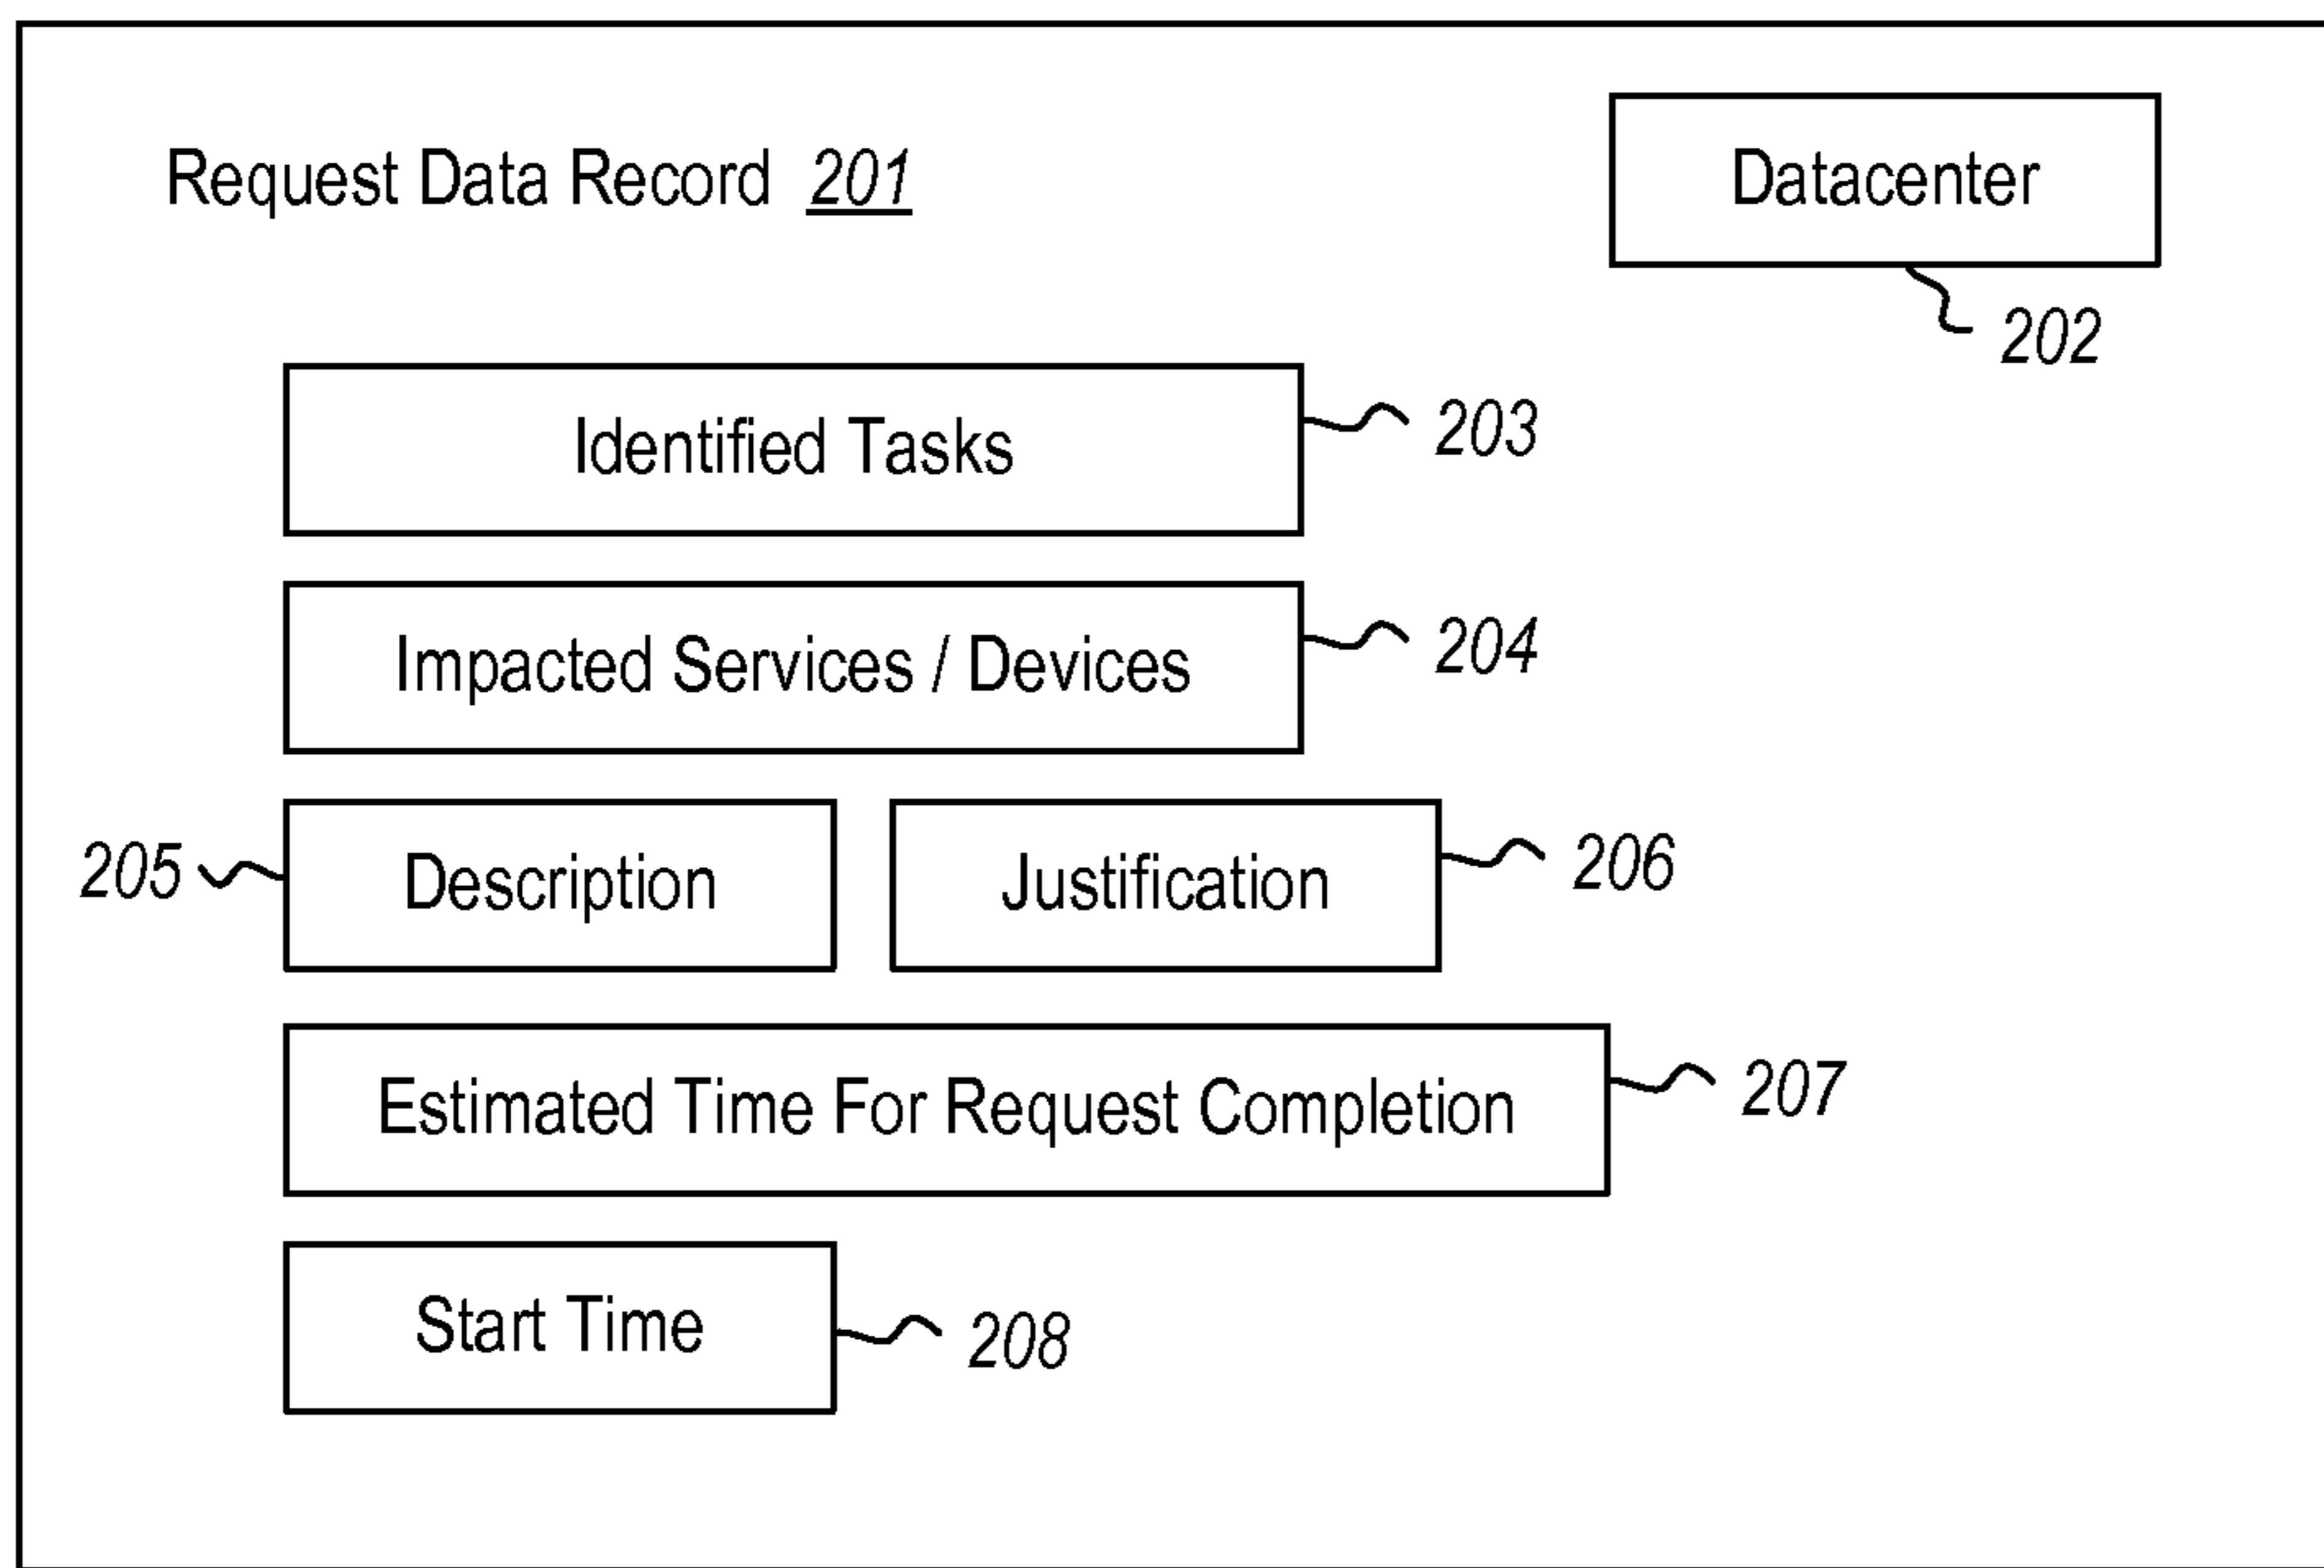 Request Data Record 201
Datacenter
202
Identified Tasks
203
Impacted Services / Devices
204
205
Description
Justification
206
Estimated Time For Request Completion
207
Start Time
208